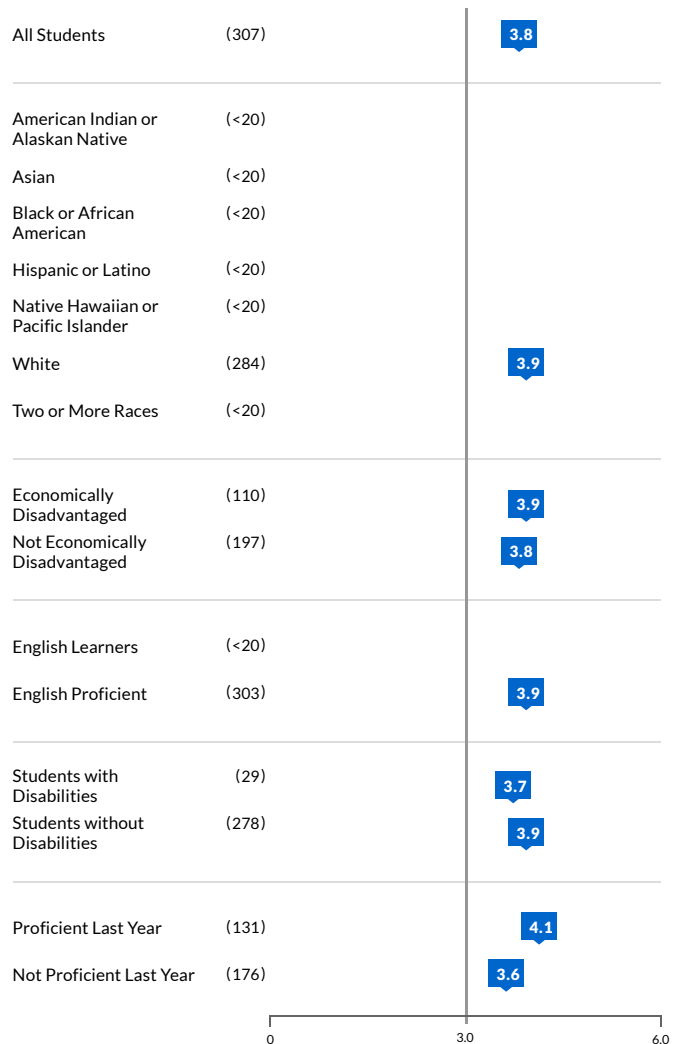 All Students (307) 3.8
American Indian or (<20)
Alaskan Native
Asian (<20)
Black or African (<20)
American
Hispanic or Latino (<20)
Native Hawaiian or (<20)
Pacific Islander
White (284) 3.9
Two or More Races (<20)
Economically (110) 3.9
Disadvantaged
Not Economically (197) 3.8
Disadvantaged
English Learners (<20)
English Proficient (303) 3.9
Students with (29) 3.7
Disabilities
Students without (278) 3.9
Disabilities
Proficient Last Year (131) 4.1
Not Proficient Last Year (176) 3.6
0 3.0 6.0